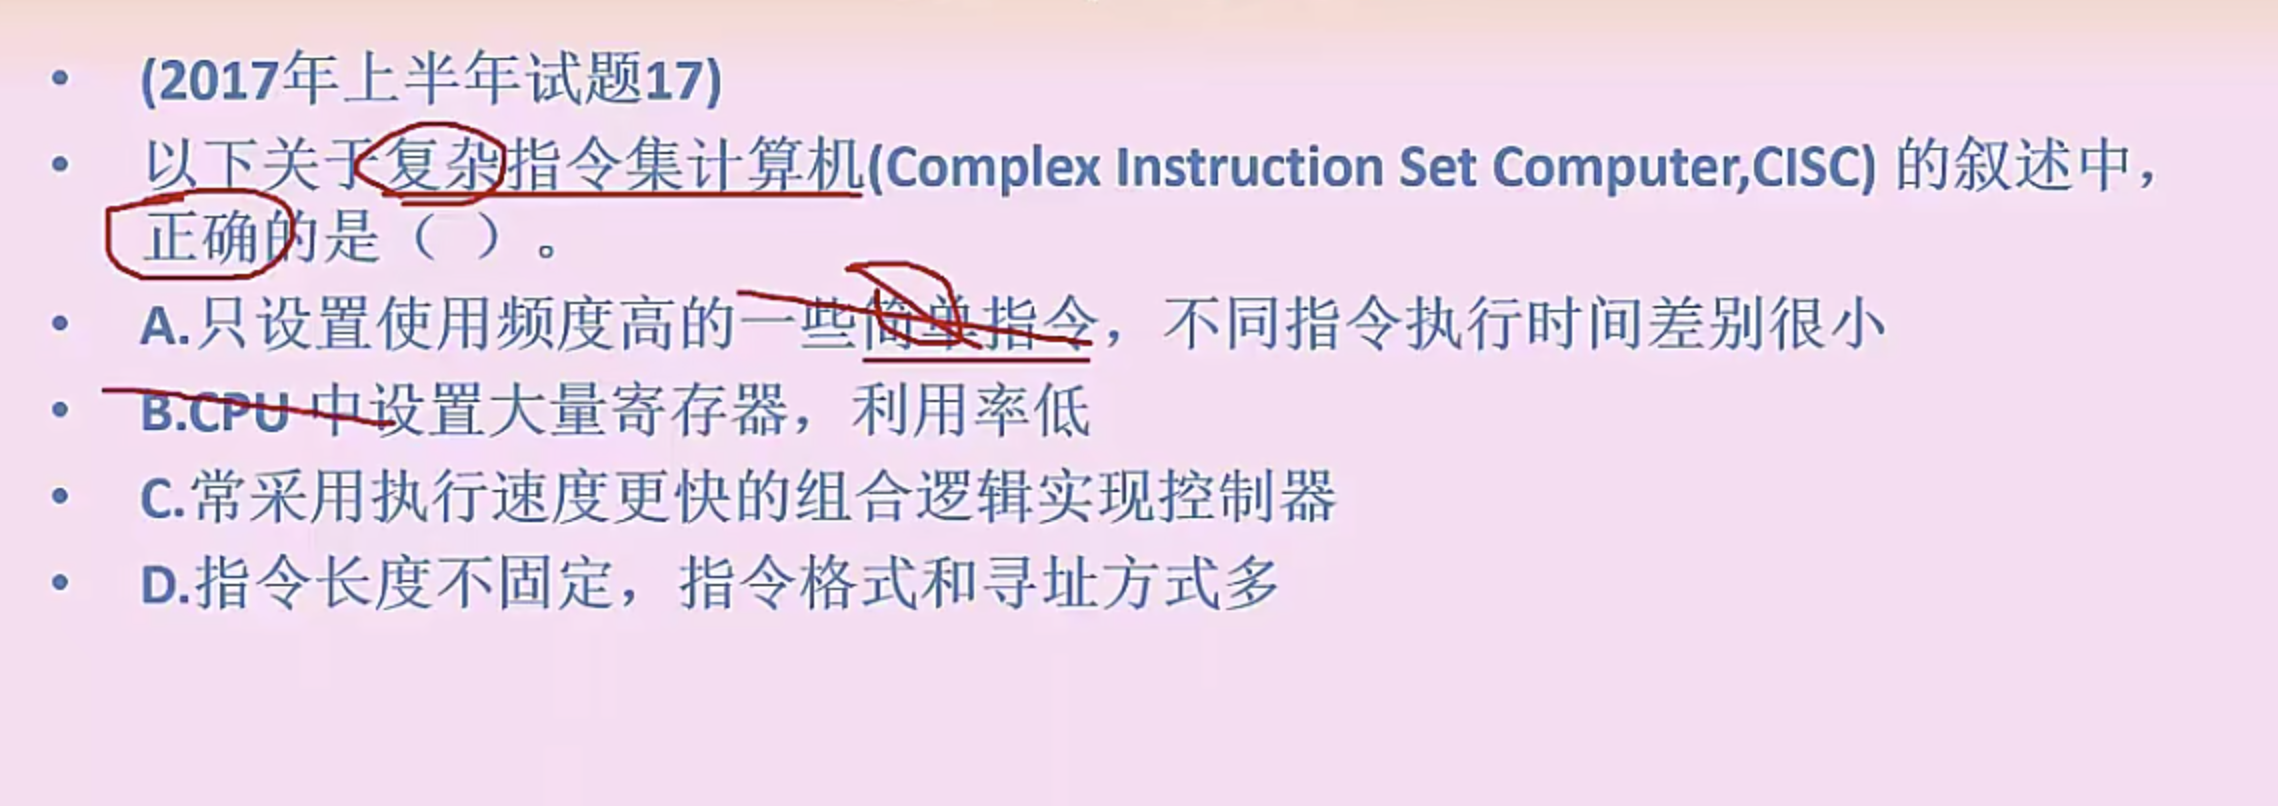 • (2017年上半年试题17)
• 以下关于复杂指令集计算机(Complex Instruction Set Computer,CISC) 的叙述中，
正确的是（ ）。
• A.只设置使用频度高的一些简单指令，不同指令执行时间差别很小
• B.CPU 中设置大量寄存器，利用率低
• C.常采用执行速度更快的组合逻辑实现控制器
• D.指令长度不固定，指令格式和寻址方式多